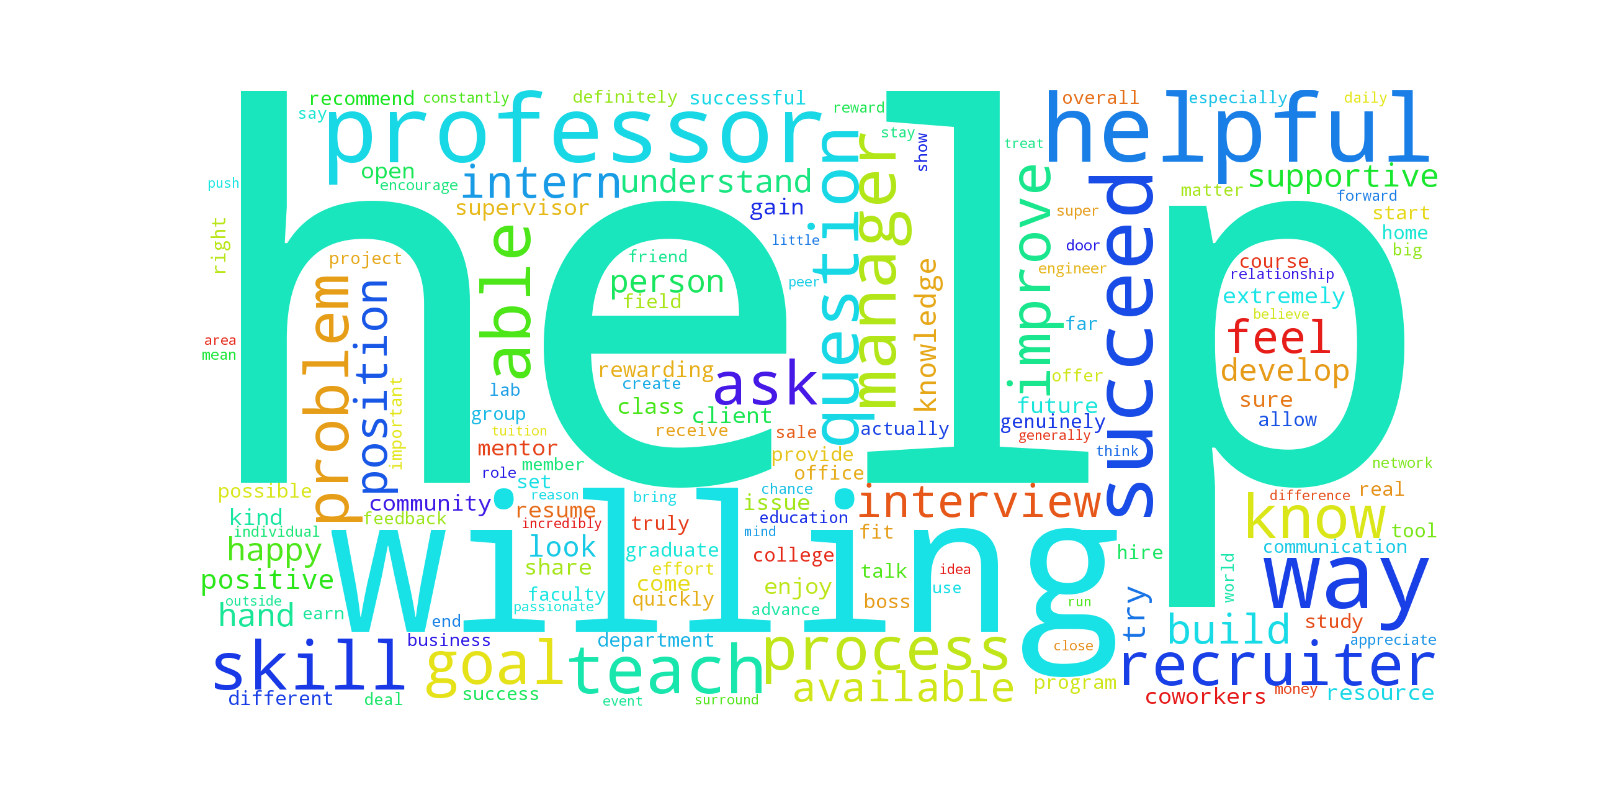 recommend
constantly
definitely
successful
reward
overall
especially
daily
say
professor
helpful
help
stay
show
treat
open
encourage
intern
understand
question
manager
improve
succeed
matter
supportive
forward
push
supervisor
gain
super
start
home
big
right
able
little
door
project
friend
person
field
peer
knowledge
engineer
course
relationship
extremely
believe
far
feel
develop
sure
allow
area
mean
problem
position
important
rewarding
create
class
client
ask
offer
future
genuinely
generally
think
lab
group
tuition
mentor
receive
sale
actually
provide
office
role
member
set
network
possible
community
reason
bring
chance
issue
interview
difference
real
kind
individual
feedback
resume
incredibly
truly
education
mind
fit
know
tool
happy
willing
look
graduate
college
hire
communication
positive
share
effort
come
enjoy
talk
idea
use
way
world
outside
hand
earn
faculty
passionate
quickly
advance
boss
run
try
build
study
end
business
department
process
close
recruiter
appreciate
skill
goal
teach
available
program
different
deal
success
event
surround
coworkers
money
resource